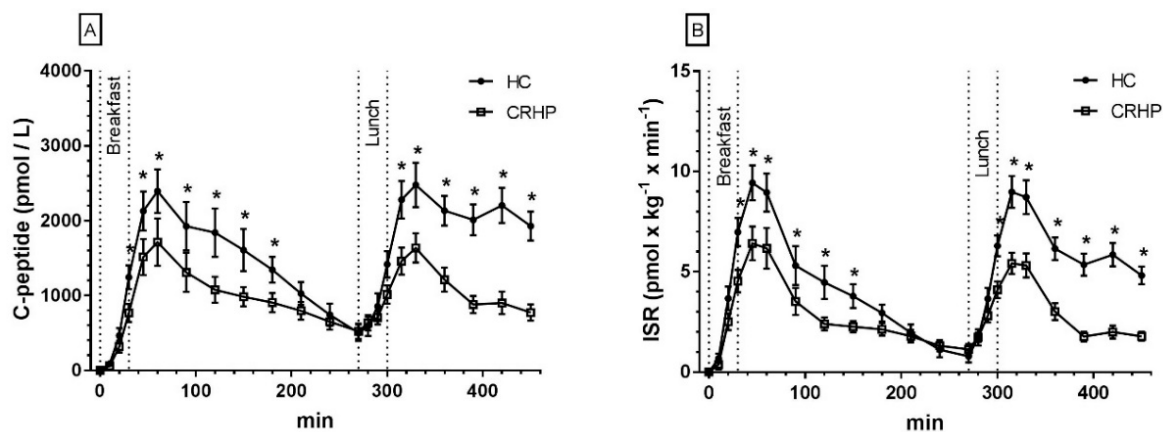 A
C-peptide (pmol / L)
4000
3000
2000
1000
0
Breakfast
Lunch
HC
CRHP
* * * * * * * * * * * * *
0 100 200 300 400
min
B
ISR (pmol x kg⁻¹ x min⁻¹)
15
10
5
0
Breakfast
Lunch
HC
CRHP
* * * * * * * * * * * * *
0 100 200 300 400
min